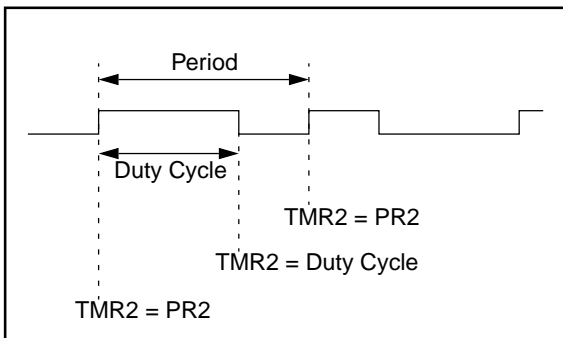 Period
Duty Cycle
TMR2 = PR2
TMR2 = Duty Cycle
TMR2 = PR2